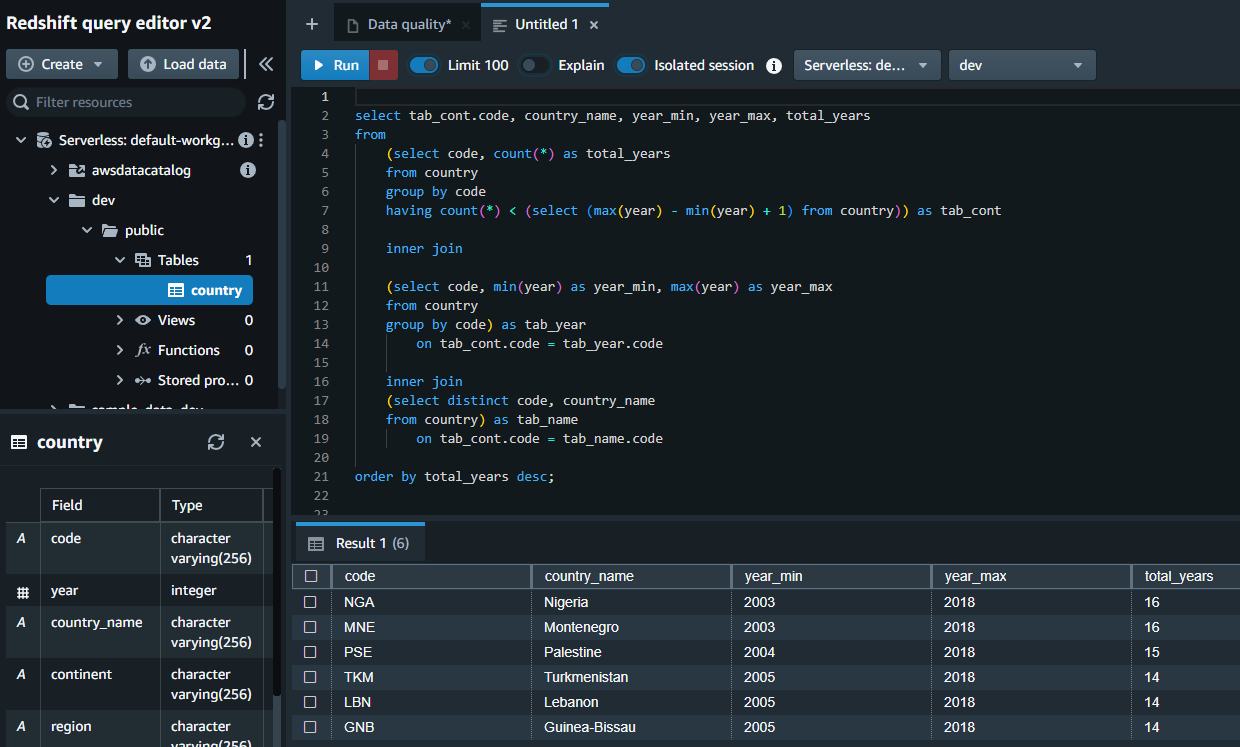 Redshift query editor v2
Create
Load data
Filter resources
Serverless: default-workg...
awsdatacatalog
dev
public
Tables 1
country
Views 0
fx Functions 0
Stored pro... 0
sample_data_dev
country
Field Type
A code character varying(256)
year integer
A country_name character varying(256)
A continent character varying(256)
A region character varying(256)
+ Data quality* × Untitled 1 ×
Run Limit 100 Explain Isolated session Serverless: de... dev
1
2 select tab_cont.code, country_name, year_min, year_max, total_years
3 from
4 (select code, count(*) as total_years
5 from country
6 group by code
7 having count(*) < (select (max(year) - min(year) + 1) from country)) as tab_cont
8
9 inner join
10
11 (select code, min(year) as year_min, max(year) as year_max
12 from country
13 group by code) as tab_year
14 on tab_cont.code = tab_year.code
15
16 inner join
17 (select distinct code, country_name
18 from country) as tab_name
19 on tab_cont.code = tab_name.code
20
21 order by total_years desc;
22
23
Result 1 (6)
code country_name year_min year_max total_years
NGA Nigeria 2003 2018 16
MNE Montenegro 2003 2018 16
PSE Palestine 2004 2018 15
TKM Turkmenistan 2005 2018 14
LBN Lebanon 2005 2018 14
GNB Guinea-Bissau 2005 2018 14